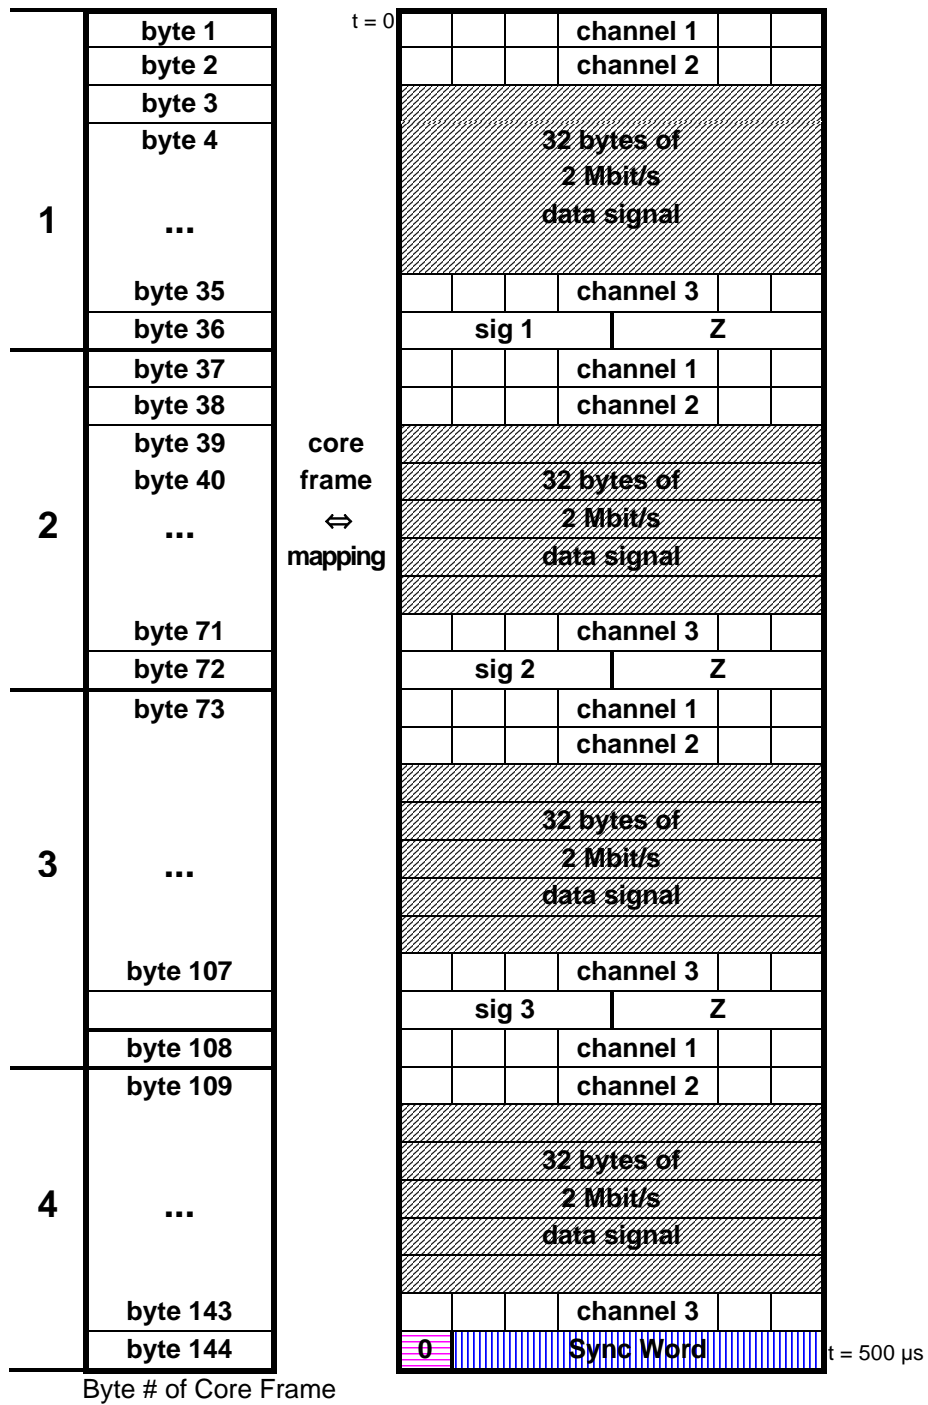 byte 1 t = 0 channel 1
byte 2 channel 2
byte 3
byte 4 32 bytes of
2 Mbit/s
1 ... data signal
byte 35 channel 3
byte 36 sig 1 Z
byte 37 channel 1
byte 38 channel 2
byte 39 core
byte 40 frame 32 bytes of
2 ... ⇔ 2 Mbit/s
mapping data signal
byte 71 channel 3
byte 72 sig 2 Z
byte 73 channel 1
channel 2
32 bytes of
3 ... 2 Mbit/s
data signal
byte 107 channel 3
sig 3 Z
byte 108 channel 1
byte 109 channel 2
32 bytes of
4 ... 2 Mbit/s
data signal
byte 143 channel 3
byte 144 0 Sync Word t = 500 µs
Byte # of Core Frame